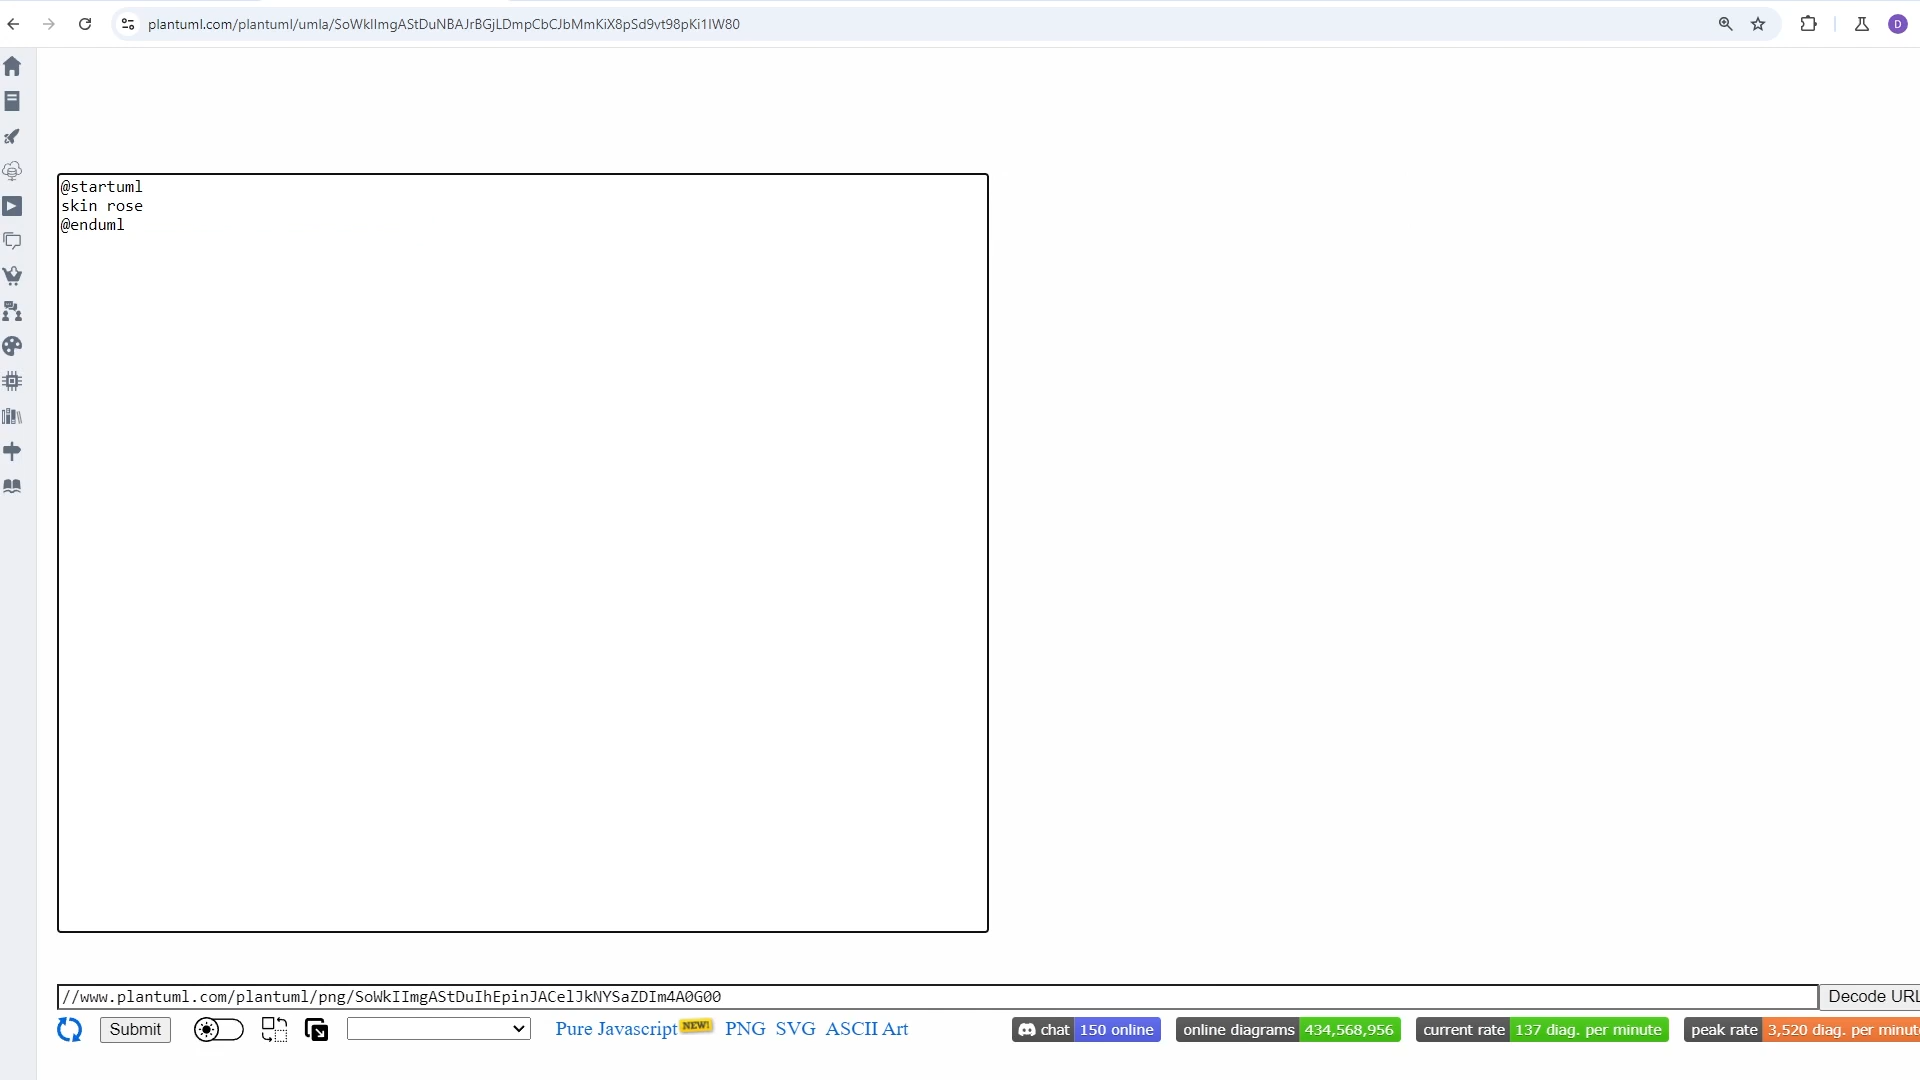 plantuml.com/plantuml/umla/SoWkIImgAStDuNBAJrBGjLDmpCbCJbMmKiX8pSd9vt98pKi1IW80
D
@startuml
skin rose
@enduml
//www.plantuml.com/plantuml/png/SoWkIImgAStDuIhEpinJACelJkNYSaZDIm4A0G00
Decode URL
Submit
Pure Javascript NEW! PNG SVG ASCII Art
chat 150 online
online diagrams 434,568,956
current rate 137 diag. per minute
peak rate 3,520 diag. per minut